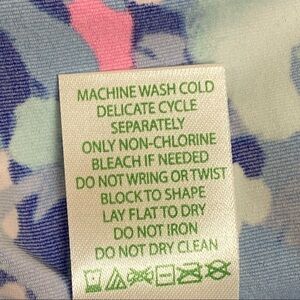 MACHINE WASH COLD
DELICATE CYCLE
SEPARATELY
ONLY NON-CHLORINE
BLEACH IF NEEDED
DO NOT WRING OR TWIST
BLOCK TO SHAPE
LAY FLAT TO DRY
DO NOT IRON
DO NOT DRY CLEAN